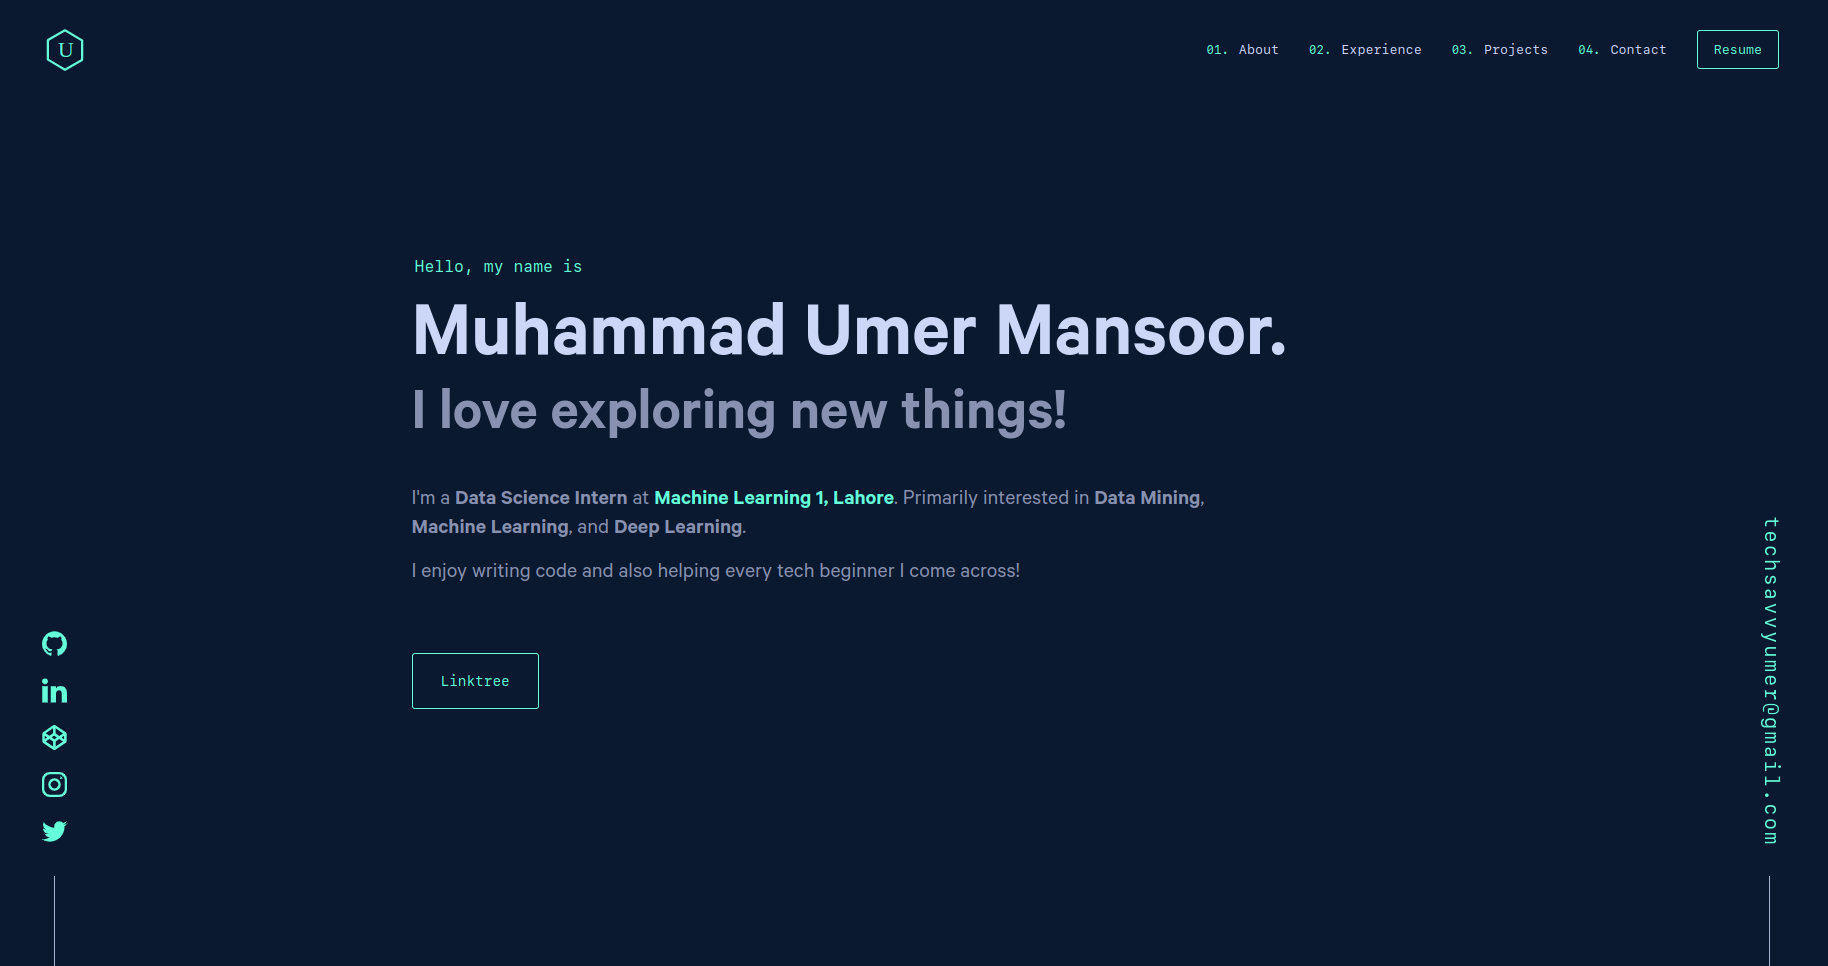 U
01. About 02. Experience 03. Projects 04. Contact Resume
Hello, my name is
Muhammad Umer Mansoor.
I love exploring new things!
I'm a Data Science Intern at Machine Learning 1, Lahore. Primarily interested in Data Mining,
Machine Learning, and Deep Learning.
I enjoy writing code and also helping every tech beginner I come across!
Linktree
in
techsavvyumer@gmail.com